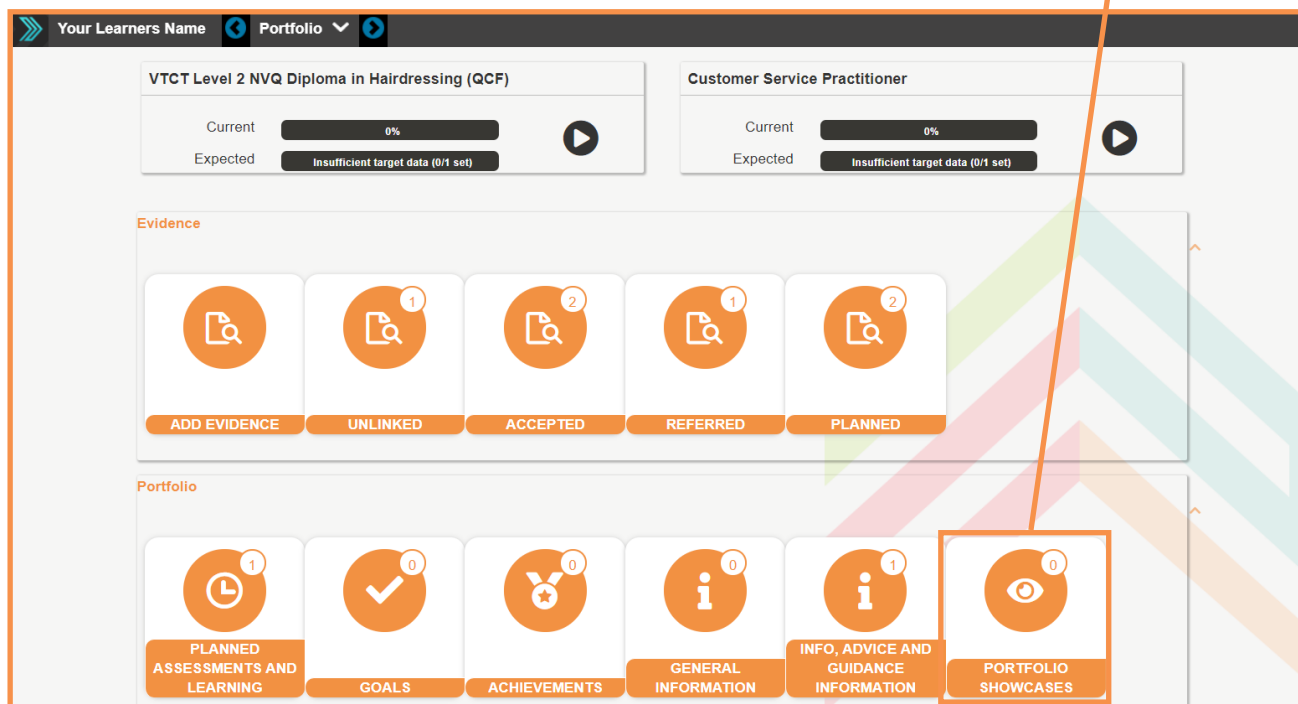 Your Learners Name Portfolio
VTCT Level 2 NVQ Diploma in Hairdressing (QCF)
Current 0%
Expected Insufficient target data (0/1 set)
Customer Service Practitioner
Current 0%
Expected Insufficient target data (0/1 set)
Evidence
ADD EVIDENCE
1
UNLINKED
2
ACCEPTED
1
REFERRED
2
PLANNED
Portfolio
1
PLANNED
ASSESSMENTS AND
LEARNING
0
GOALS
0
ACHIEVEMENTS
0
GENERAL
INFORMATION
1
INFO, ADVICE AND
GUIDANCE
INFORMATION
0
PORTFOLIO
SHOWCASES